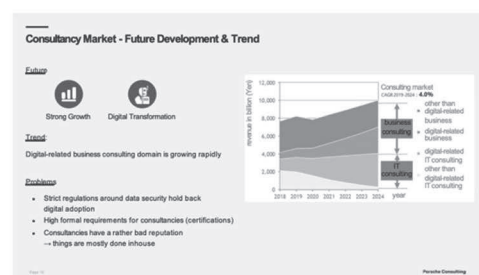 Consultancy Market - Future Development & Trend
Future
Strong Growth
Digital Transformation
Trend:
Digital-related business consulting domain is growing rapidly
Problems
Strict regulations around data security hold back
digital adoption
High formal requirements for consultancies (certifications)
Consultancies have a rather bad reputation
→ things are mostly done inhouse
revenue in billion (Yen)
12,000
10,000
8,000
6,000
4,000
2,000
0
2018 2019 2020 2021 2022 2023 2024 year
Consulting market
CAGR 2019-2024 : 4.0%
business
consulting
IT
consulting
other than
digital-related
business
digital-related
business
digital-related
IT consulting
other than
digital-related
IT consulting
Porsche Consulting